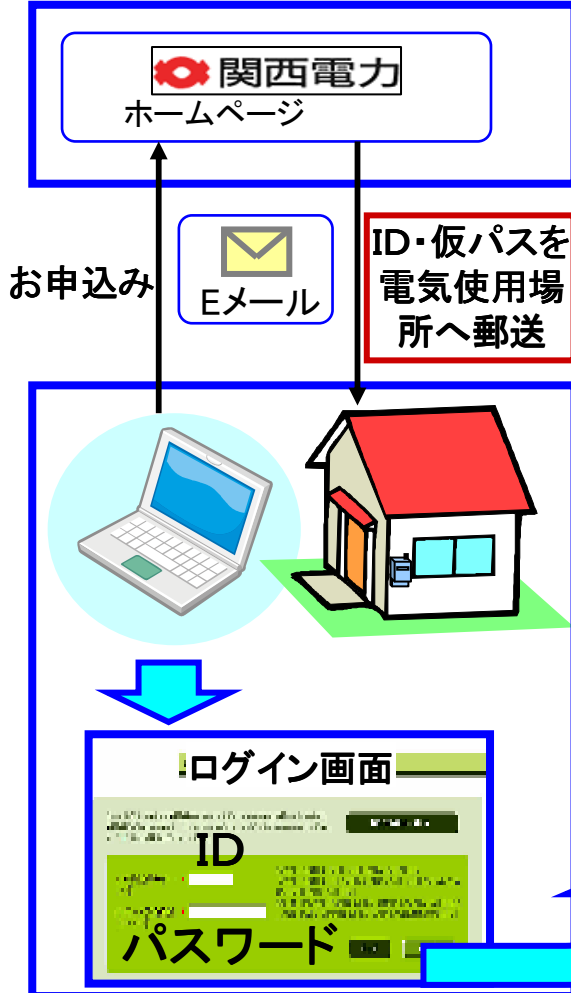 関西電力
ホームページ
お申込み
Eメール
ID・仮パスを
電気使用場
所へ郵送
ログイン画面
ID
パスワード